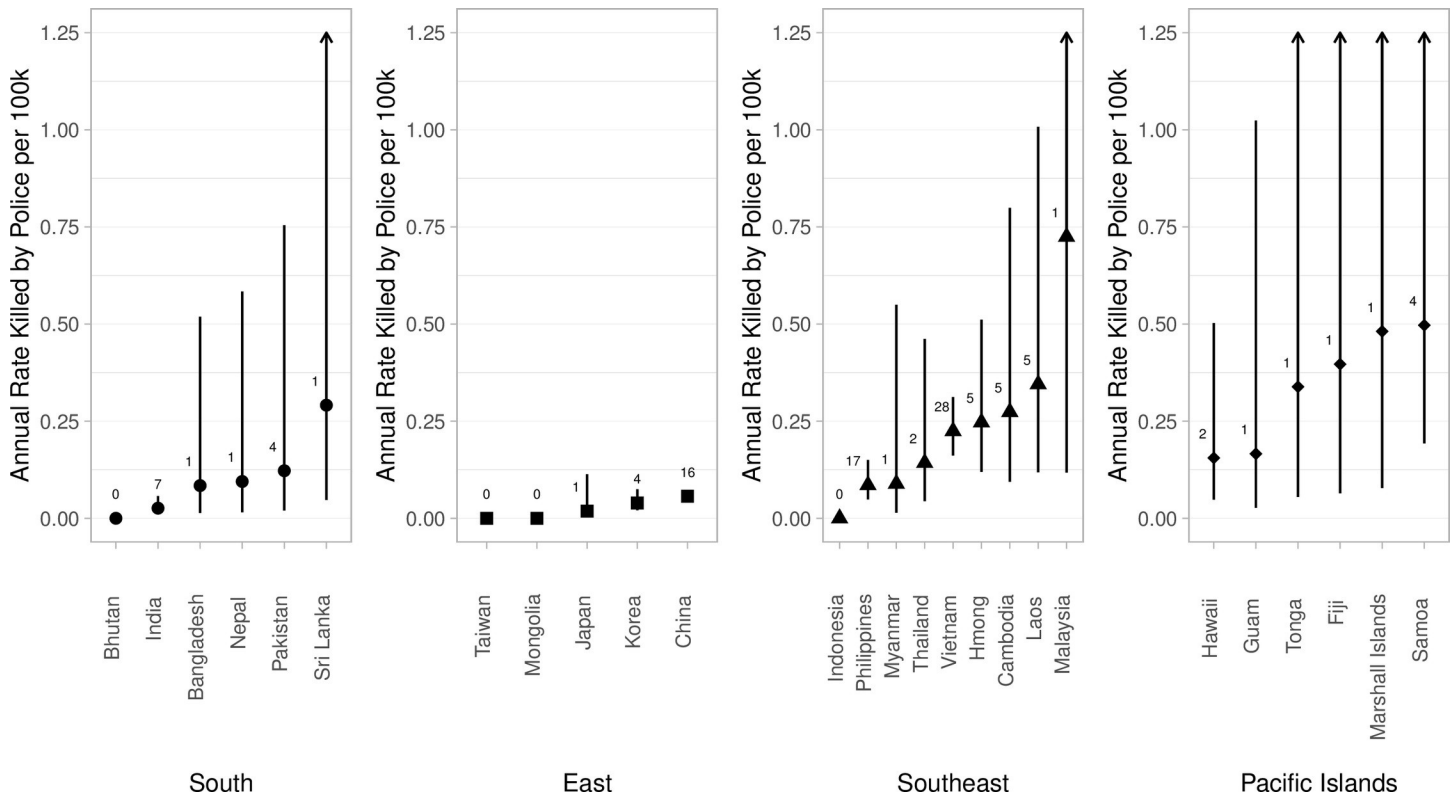 Annual Rate Killed by Police per 100k
1.25
1.00
0.75
0.50
0.25
0.00
0
7
1
1
4
1
Bhutan
India
Bangladesh
Nepal
Pakistan
Sri Lanka
South
Annual Rate Killed by Police per 100k
1.25
1.00
0.75
0.50
0.25
0.00
0
0
1
4
16
Taiwan
Mongolia
Japan
Korea
China
East
Annual Rate Killed by Police per 100k
1.25
1.00
0.75
0.50
0.25
0.00
0
17
1
2
28
5
5
5
1
Indonesia
Philippines
Myanmar
Thailand
Vietnam
Hmong
Cambodia
Laos
Malaysia
Southeast
Annual Rate Killed by Police per 100k
1.25
1.00
0.75
0.50
0.25
0.00
2
1
1
1
1
4
Hawaii
Guam
Tonga
Fiji
Marshall Islands
Samoa
Pacific Islands